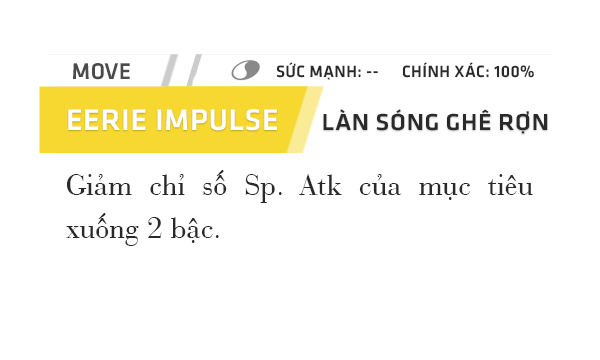 MOVE SỨC MẠNH: -- CHÍNH XÁC: 100%
EERIE IMPULSE LÀN SÓNG GHÊ RỢN
Giảm chỉ số Sp. Atk của mục tiêu
xuống 2 bậc.